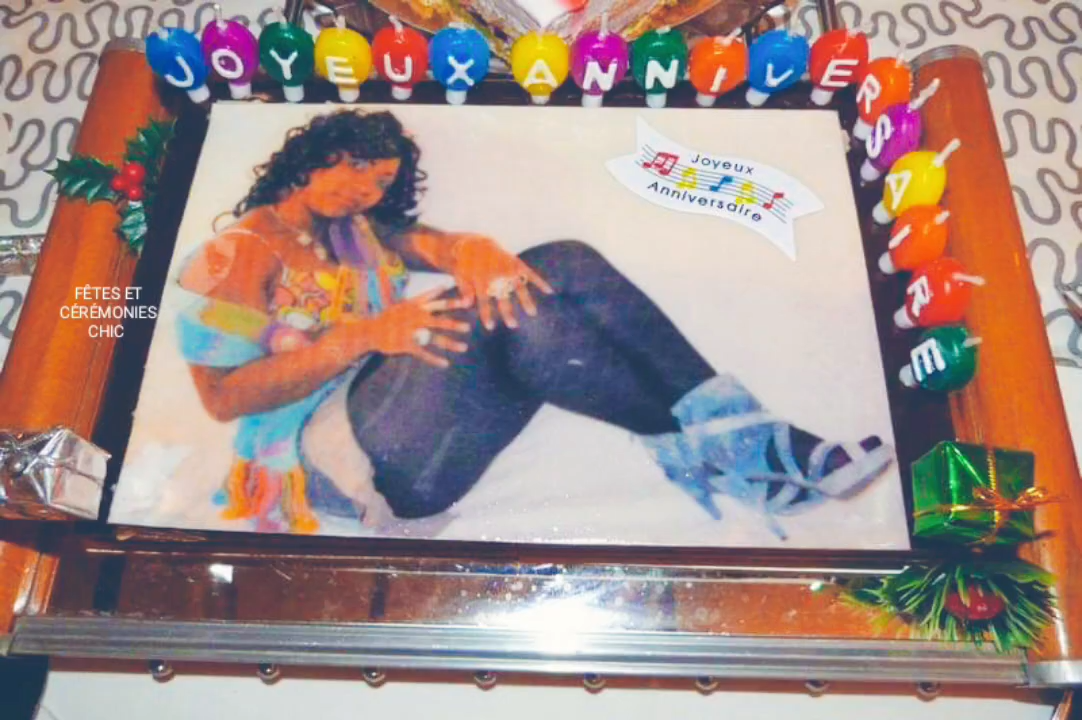 JOYEUX ANNIVERSAIRE
Joyeux
Anniversaire
FÊTES ET
CÉRÉMONIES
CHIC